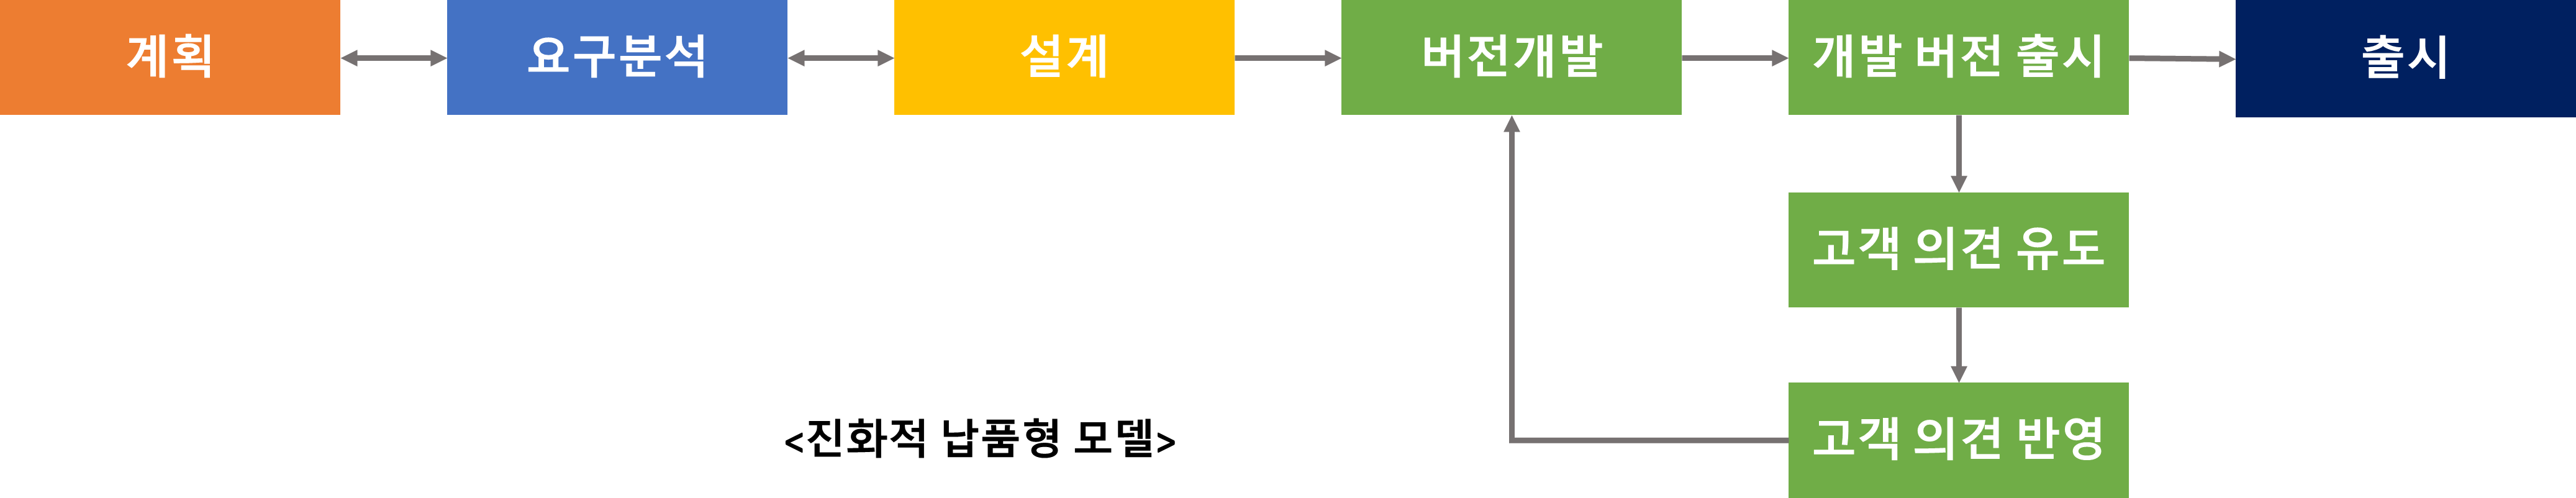 계획
요구분석
설계
버전개발
개발 버전 출시
출시
고객 의견 유도
고객 의견 반영
<진화적 납품형 모델>